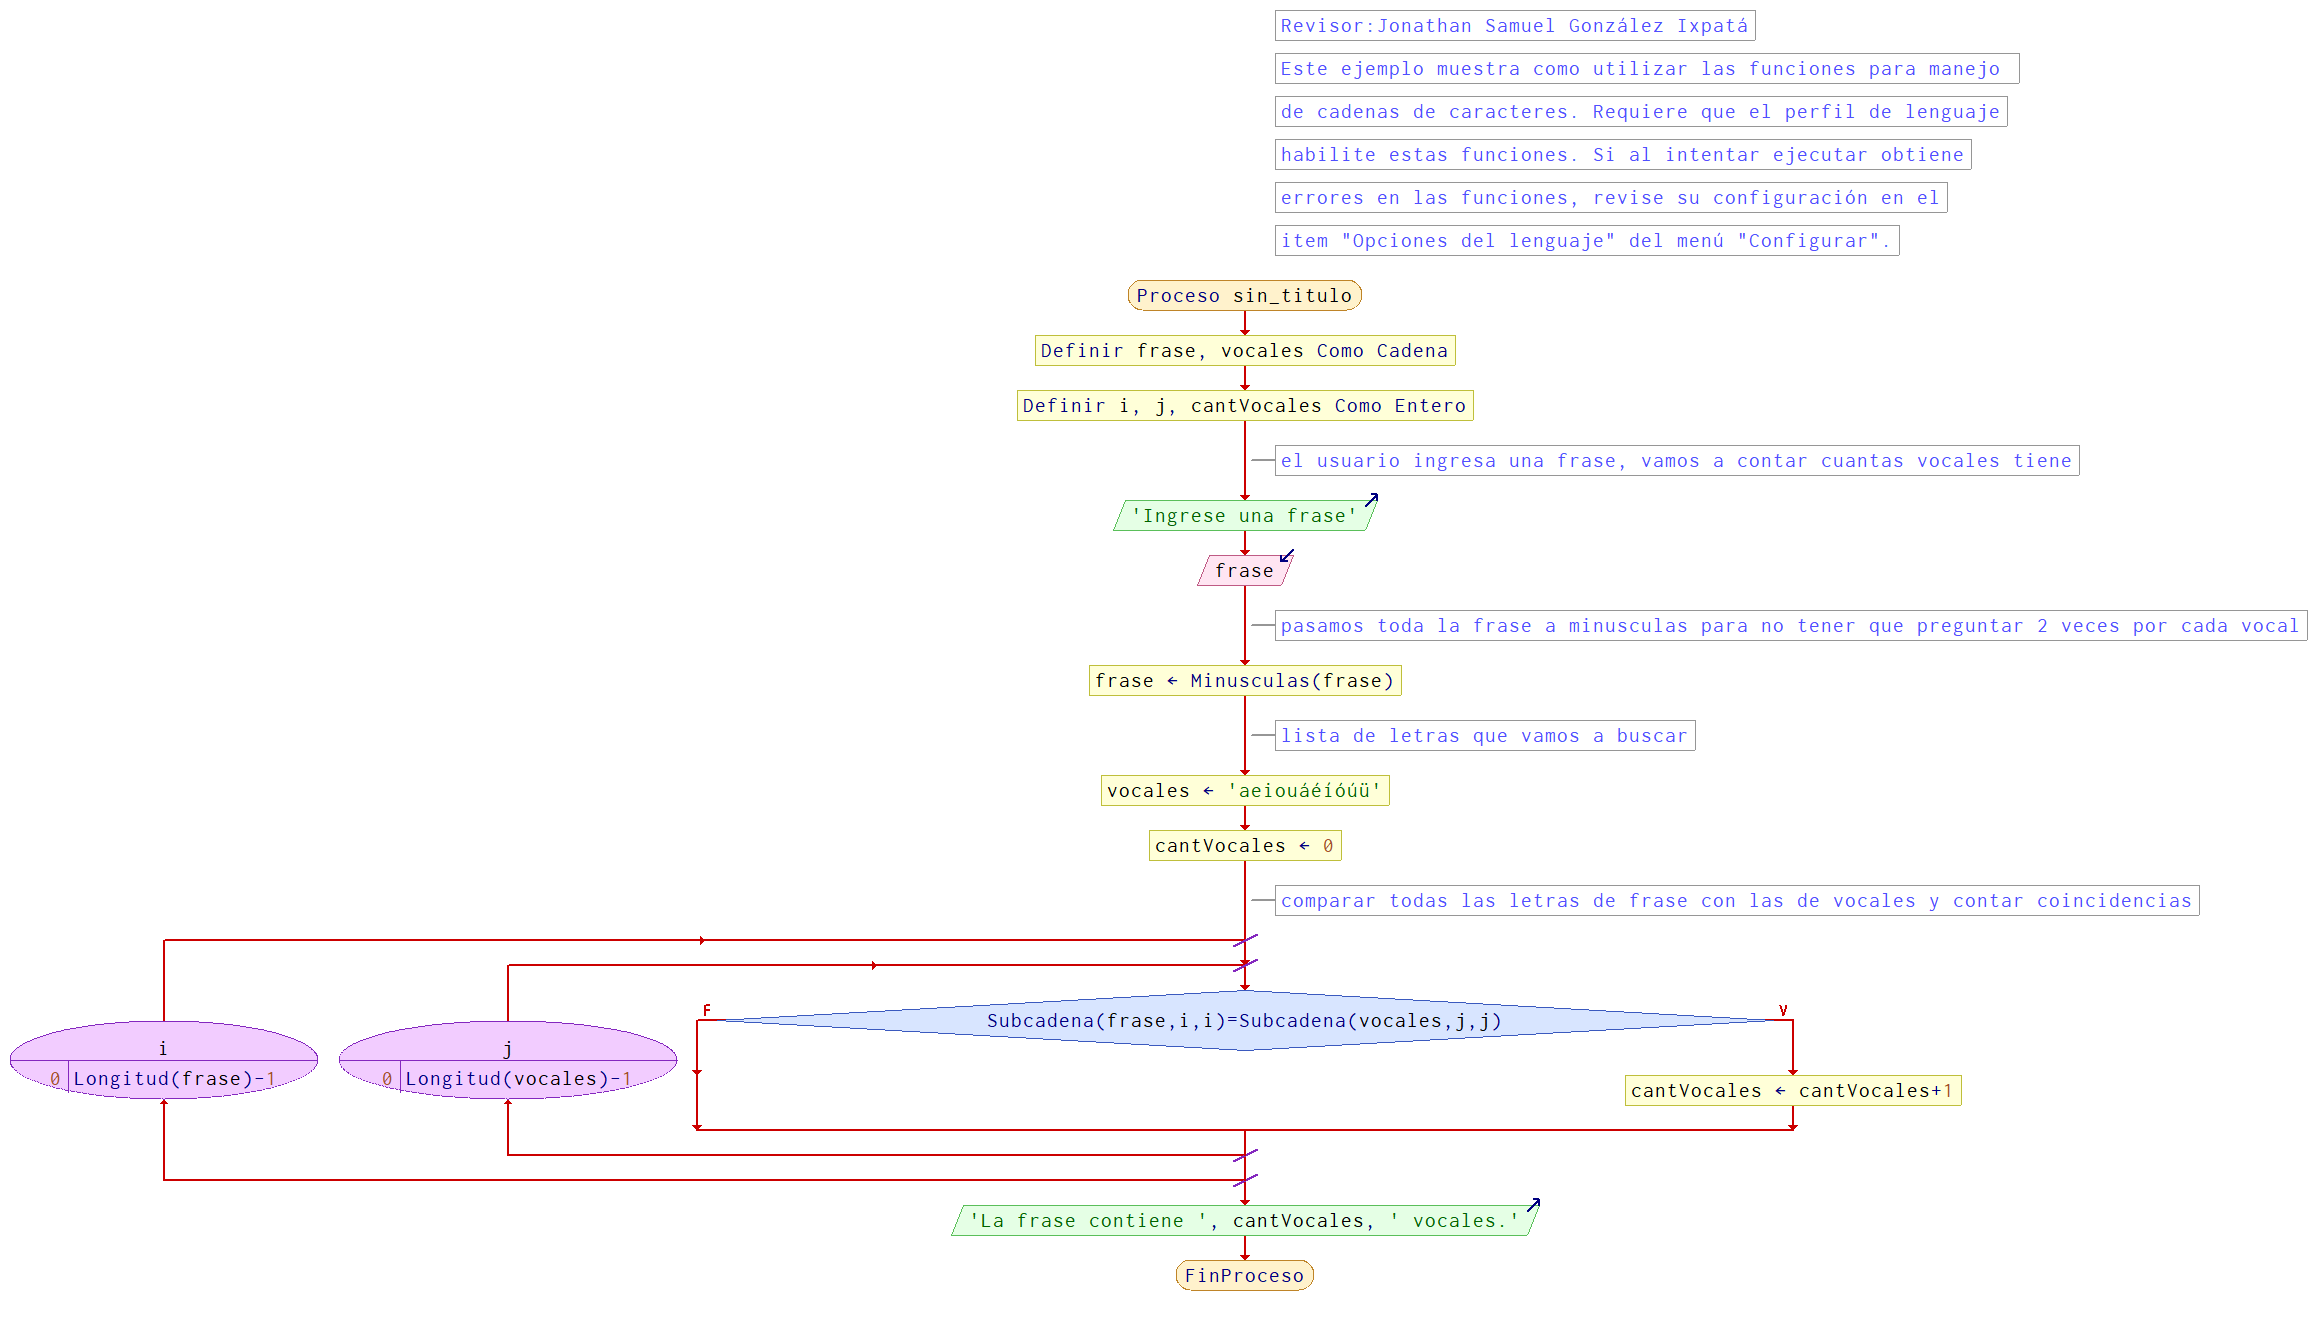 Revisor:Jonathan Samuel González Ixpatá
Este ejemplo muestra como utilizar las funciones para manejo
de cadenas de caracteres. Requiere que el perfil de lenguaje
habilite estas funciones. Si al intentar ejecutar obtiene
errores en las funciones, revise su configuración en el
item "Opciones del lenguaje" del menú "Configurar".
Proceso sin_titulo
Definir frase, vocales Como Cadena
Definir i, j, cantVocales Como Entero
el usuario ingresa una frase, vamos a contar cuantas vocales tiene
'Ingrese una frase'
frase
pasamos toda la frase a minusculas para no tener que preguntar 2 veces por cada vocal
frase ← Minusculas(frase)
lista de letras que vamos a buscar
vocales ← 'aeiouáéíóúü'
cantVocales ← 0
comparar todas las letras de frase con las de vocales y contar coincidencias
i
0 Longitud(frase)-1
j
0 Longitud(vocales)-1
F
Subcadena(frase,i,i)=Subcadena(vocales,j,j)
V
cantVocales ← cantVocales+1
'La frase contiene ', cantVocales, ' vocales.'
FinProceso